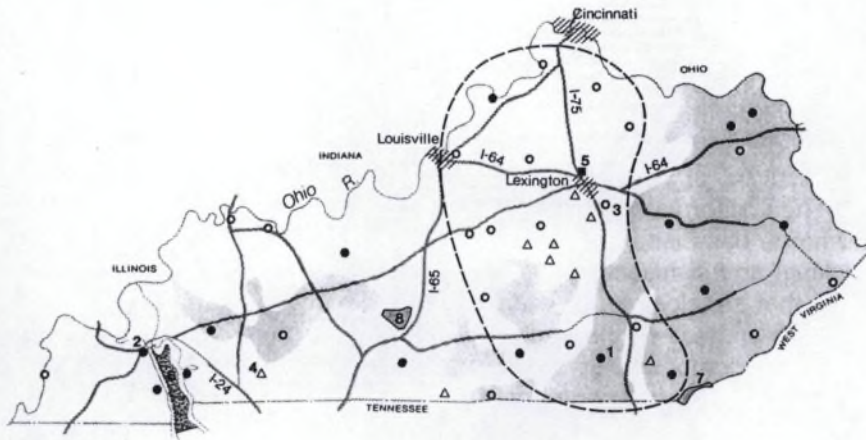 Cincinnati
OHIO
I-75
Louisville
INDIANA
I-64
5
I-64
Lexington
Ohio R.
3
ILLINOIS
I-65
8
WEST VIRGINIA
2
1
4
I-24
7
TENNESSEE